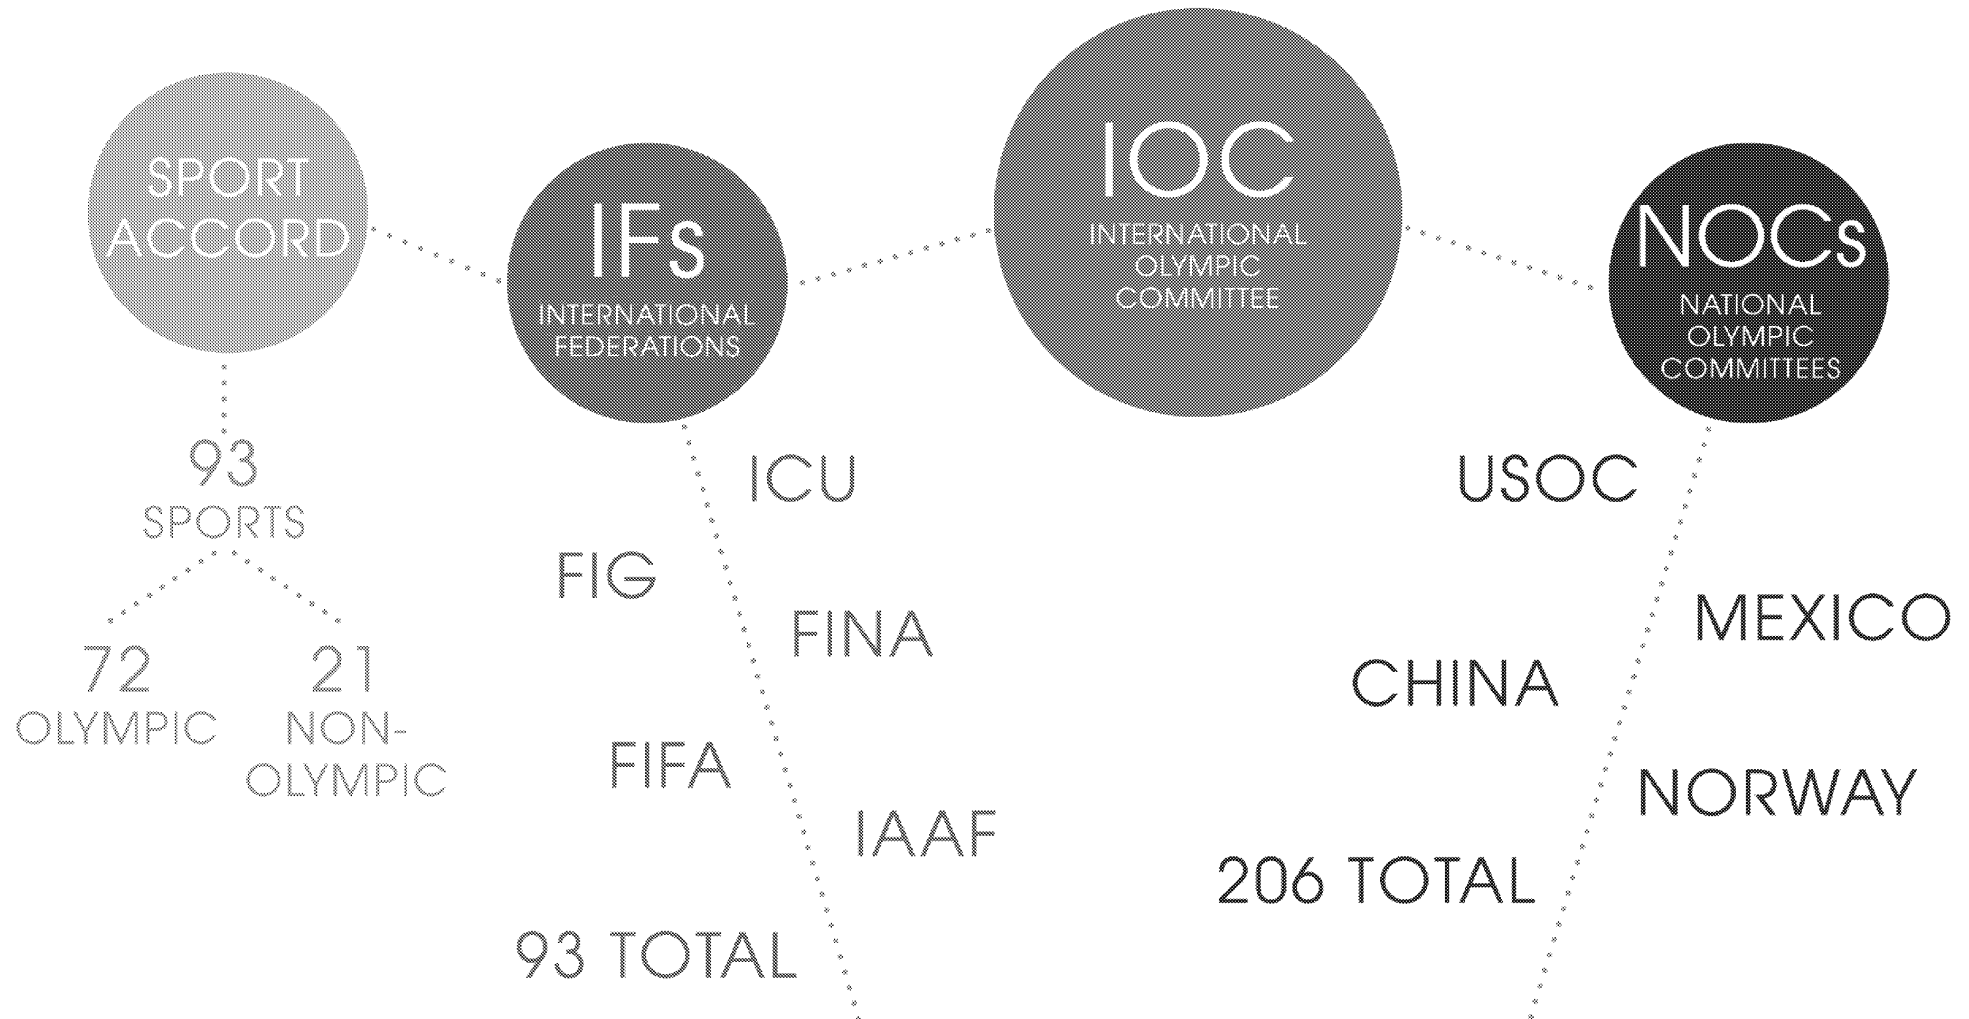 SPORT
ACCORD
93
SPORTS
72
OLYMPIC
21
NON-
OLYMPIC
IFs
INTERNATIONAL
FEDERATIONS
ICU
FIG
FINA
FIFA
IAAF
93 TOTAL
IOC
INTERNATIONAL
OLYMPIC
COMMITTEE
NOCs
NATIONAL
OLYMPIC
COMMITTEES
USOC
MEXICO
CHINA
NORWAY
206 TOTAL